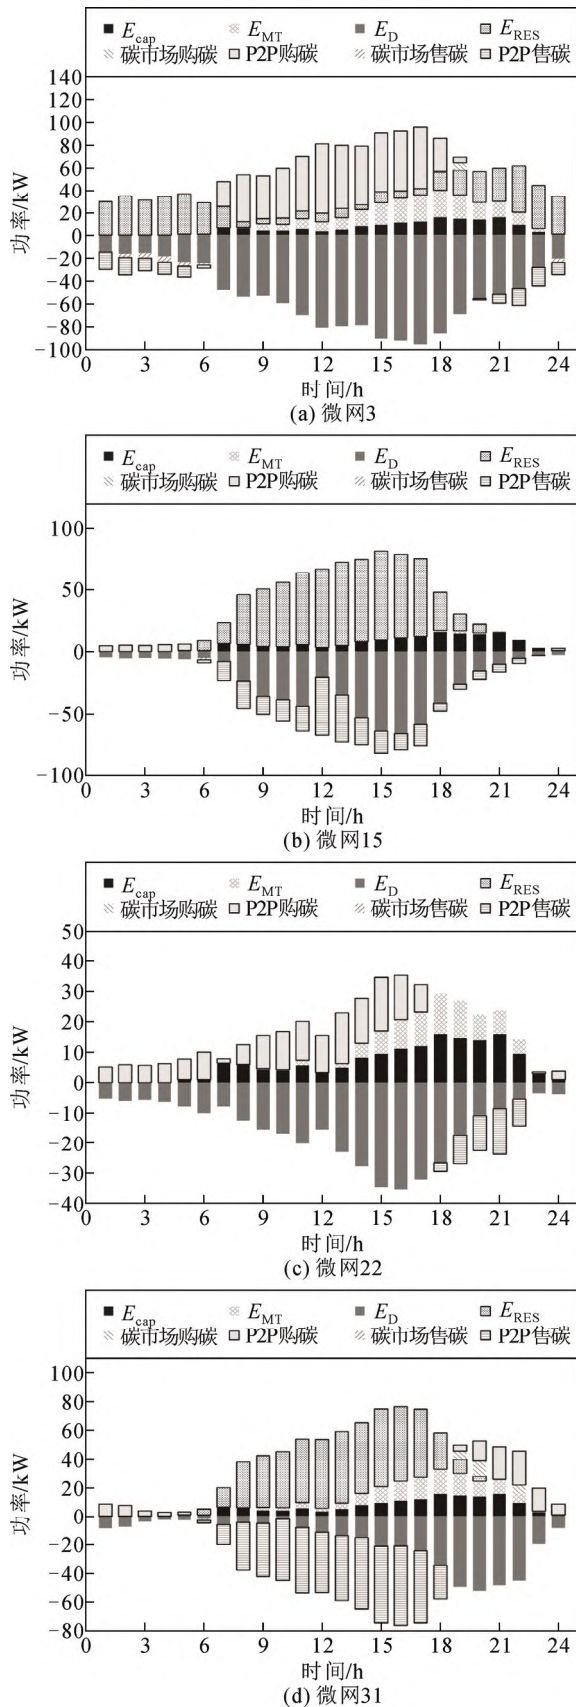 E_cap E_MT E_D E_RES
碳市场购碳 P2P购碳 碳市场售碳 P2P售碳
140
120
100
80
60
40
20
0
−20
−40
−60
−80
−100
功率/kW
0 3 6 9 12 15 18 21 24
时间/h
(a) 微网3
E_cap E_MT E_D E_RES
碳市场购碳 P2P购碳 碳市场售碳 P2P售碳
100
50
0
−50
−100
功率/kW
0 3 6 9 12 15 18 21 24
时间/h
(b) 微网15
E_cap E_MT E_D E_RES
碳市场购碳 P2P购碳 碳市场售碳 P2P售碳
50
40
30
20
10
0
−10
−20
−30
−40
功率/kW
0 3 6 9 12 15 18 21 24
时间/h
(c) 微网22
E_cap E_MT E_D E_RES
碳市场购碳 P2P购碳 碳市场售碳 P2P售碳
100
80
60
40
20
0
−20
−40
−60
−80
功率/kW
0 3 6 9 12 15 18 21 24
时间/h
(d) 微网31